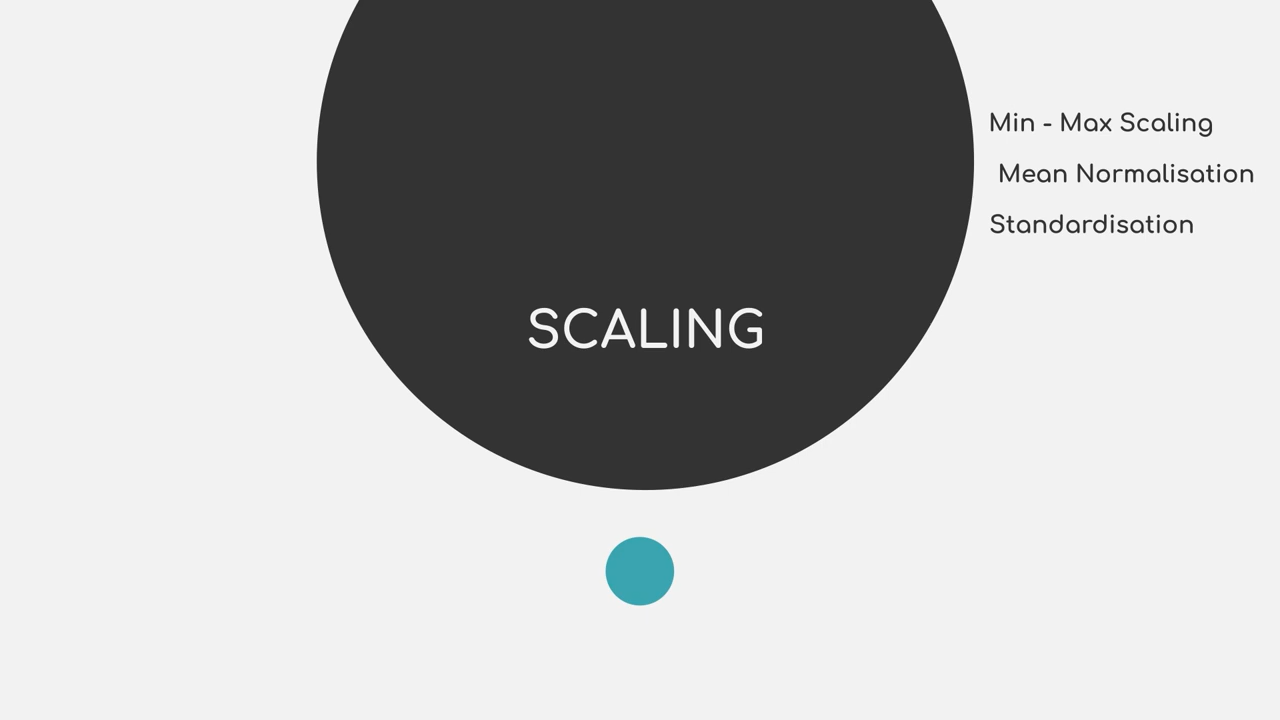 Min - Max Scaling
Mean Normalisation
Standardisation
SCALING